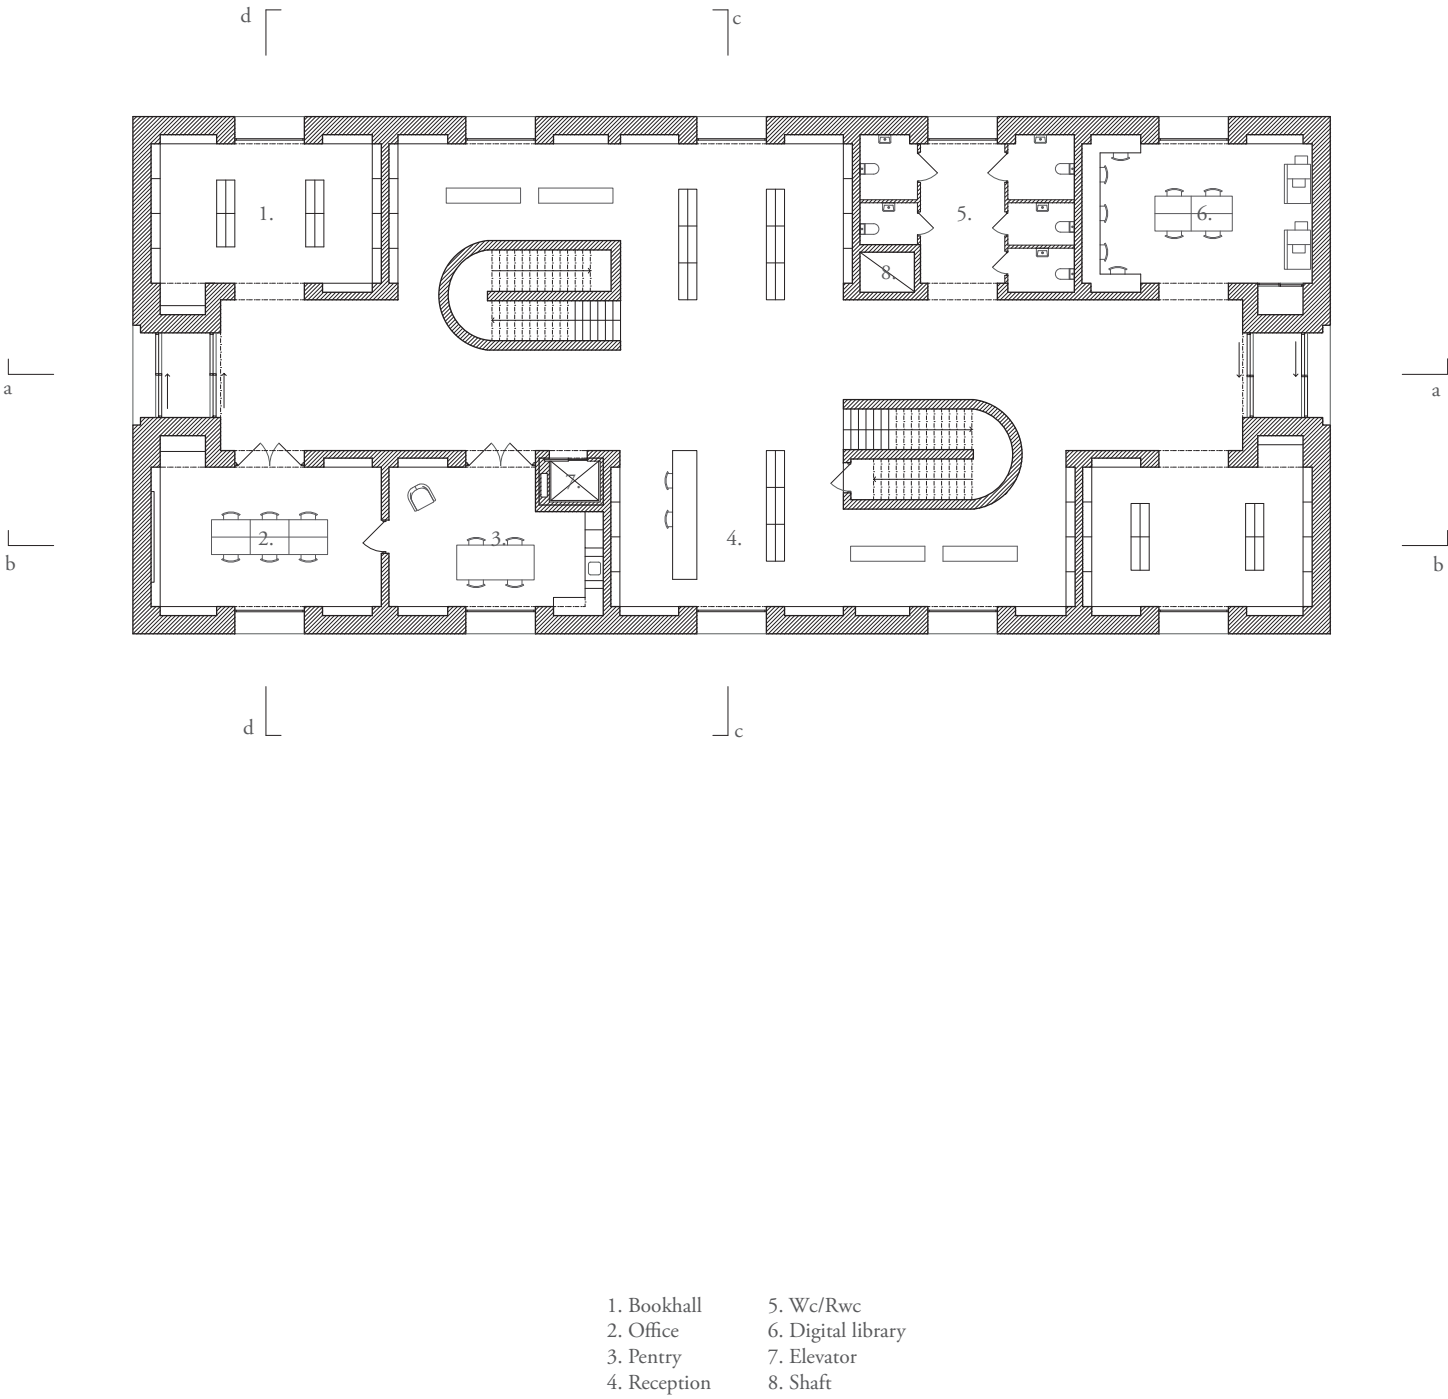 d
c
1.
5.
6.
8.
a
a
7.
2.
3.
4.
b
b
d
c
1. Bookhall
2. Office
3. Pentry
4. Reception
5. Wc/Rwc
6. Digital library
7. Elevator
8. Shaft